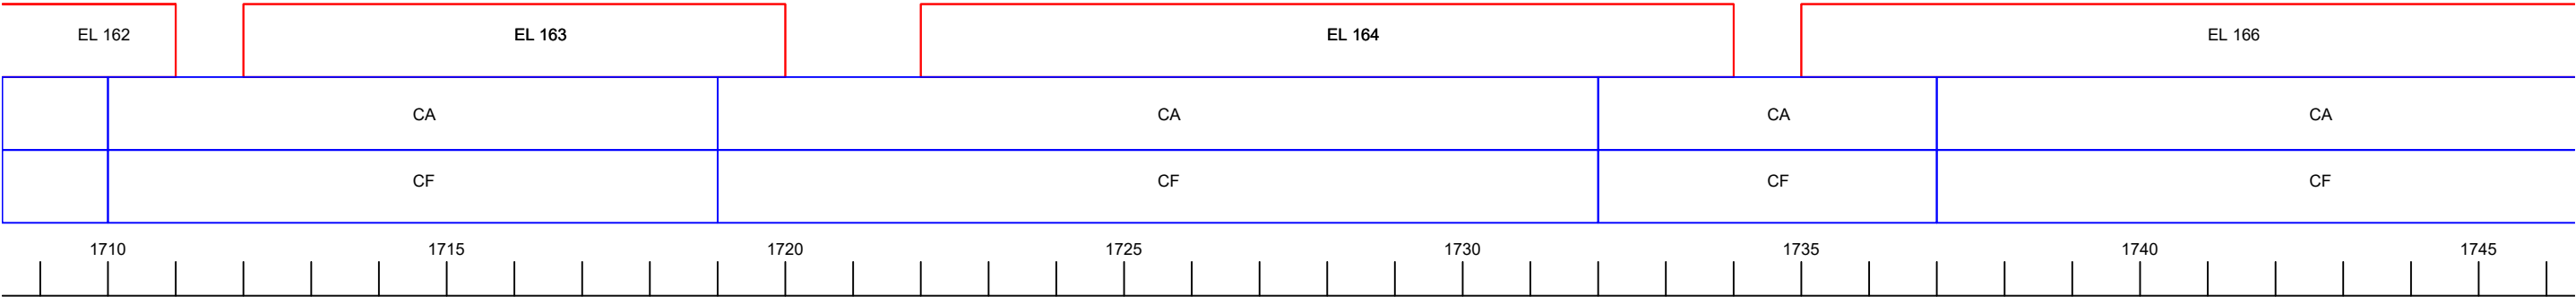 EL 162 EL 163 EL 164 EL 166
CA CA CA CA
CF CF CF CF
1710 1715 1720 1725 1730 1735 1740 1745